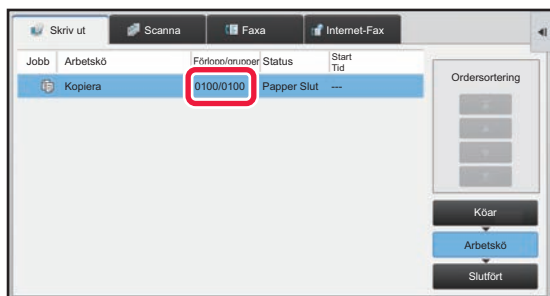 Skriv ut
Scanna
Faxa
Internet-Fax
Jobb
Arbetskö
Förlopp/grupper
Status
Start
Tid
Kopiera
0100/0100
Papper Slut
---
Ordersortering
Köar
Arbetskö
Slutfört